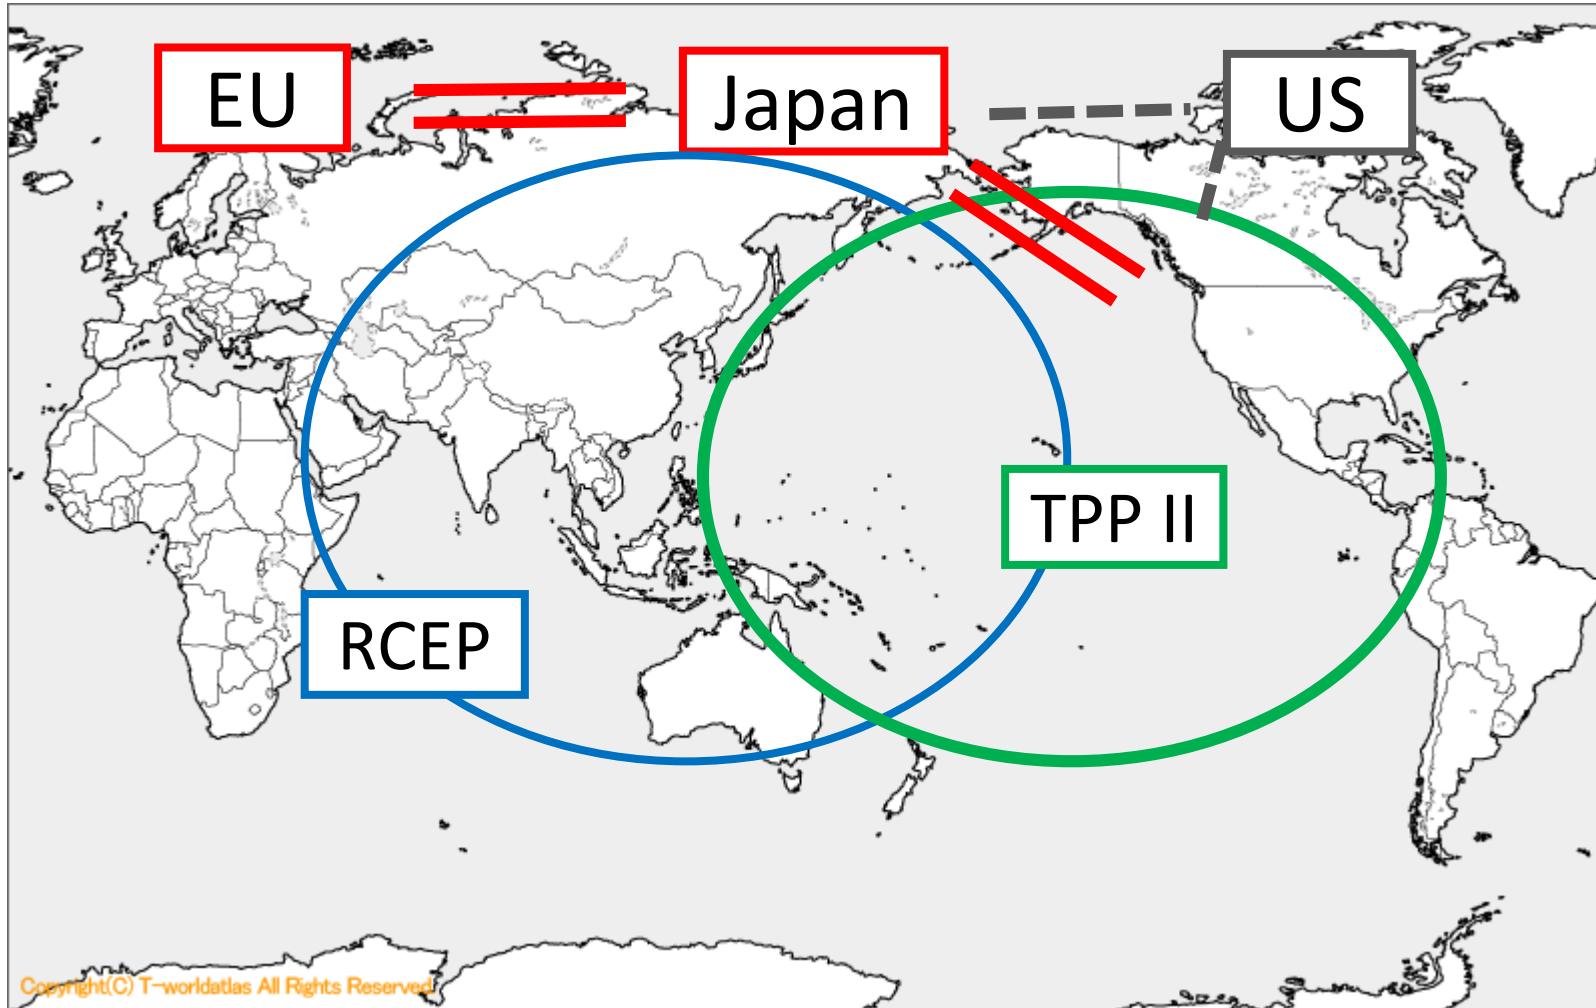 EU
Japan
US
TPP II
RCEP
Copyright(C) T-worldatlas All Rights Reserved